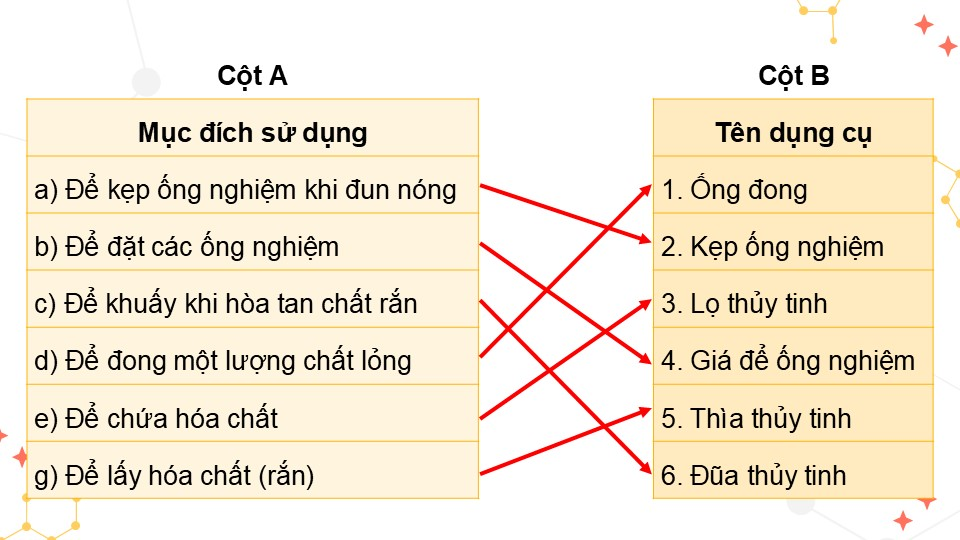 Cột A
Cột B
Mục đích sử dụng
Tên dụng cụ
a) Để kẹp ống nghiệm khi đun nóng
1. Ống đong
b) Để đặt các ống nghiệm
2. Kẹp ống nghiệm
c) Để khuấy khi hòa tan chất rắn
3. Lọ thủy tinh
d) Để đong một lượng chất lỏng
4. Giá để ống nghiệm
e) Để chứa hóa chất
5. Thìa thủy tinh
g) Để lấy hóa chất (rắn)
6. Đũa thủy tinh